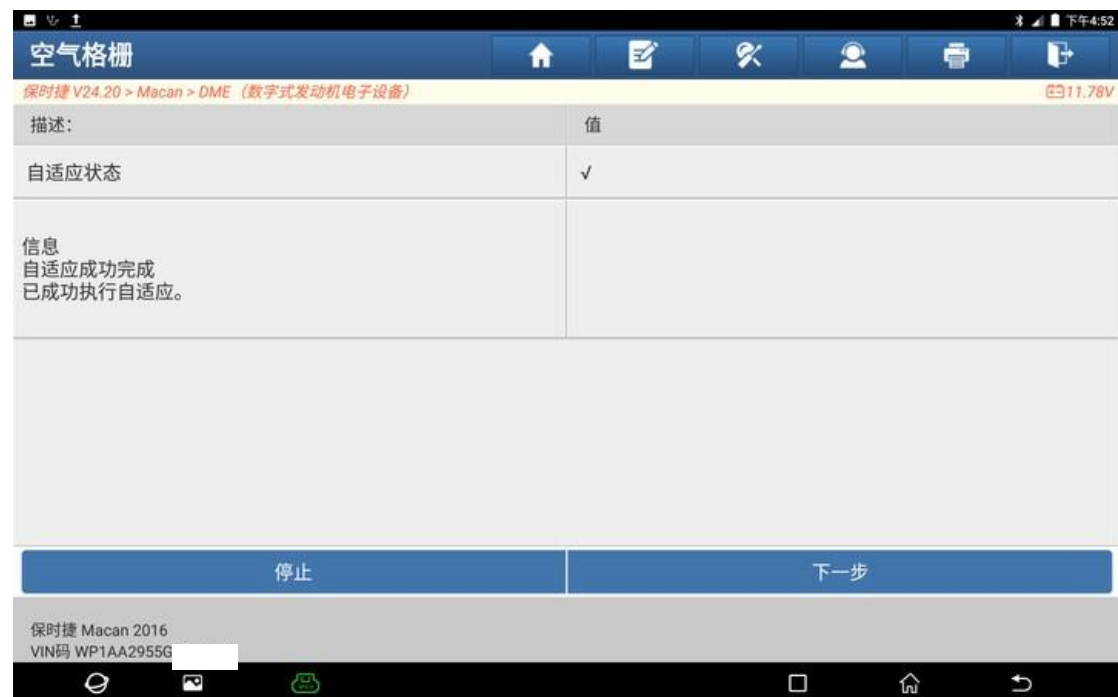 下午4:52
空气格栅
保时捷 V24.20 > Macan > DME（数字式发动机电子设备）
11.78V
描述： 值
自适应状态 √
信息
自适应成功完成
已成功执行自适应。
停止 下一步
保时捷 Macan 2016
VIN码 WP1AA2955G